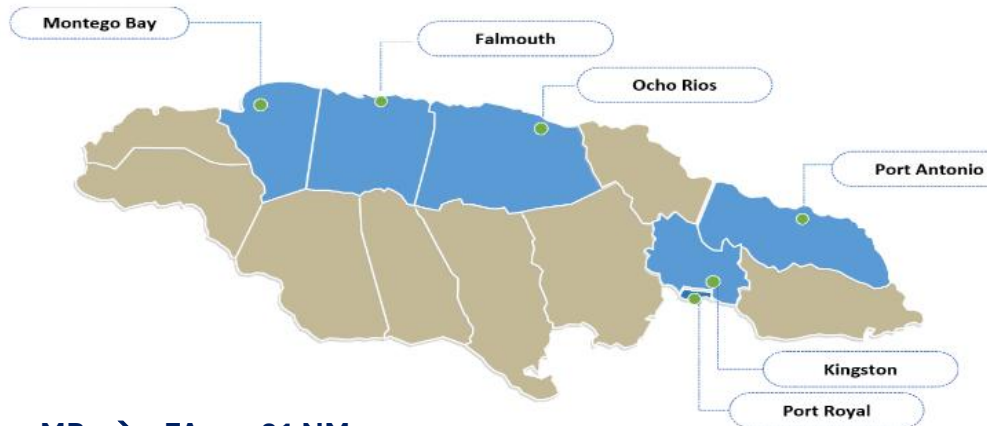 Montego Bay
Falmouth
Ocho Rios
Port Antonio
Kingston
Port Royal